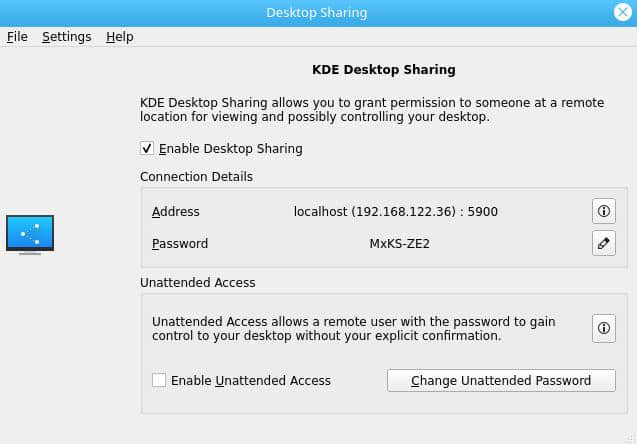 Desktop Sharing
File Settings Help
KDE Desktop Sharing
KDE Desktop Sharing allows you to grant permission to someone at a remote
location for viewing and possibly controlling your desktop.
Enable Desktop Sharing
Connection Details
Address localhost (192.168.122.36) : 5900
Password MxKS-ZE2
Unattended Access
Unattended Access allows a remote user with the password to gain
control to your desktop without your explicit confirmation.
Enable Unattended Access Change Unattended Password